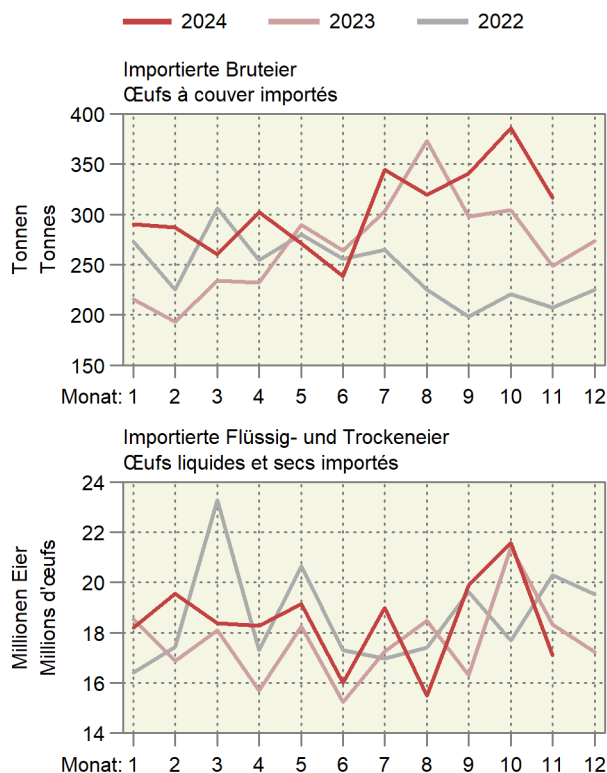 2024 2023 2022
Importierte Bruteier
Œufs à couver importés
400
350
300
250
200
150
Tonnen
Tonnes
Monat: 1 2 3 4 5 6 7 8 9 10 11 12
Importierte Flüssig- und Trockeneier
Œufs liquides et secs importés
24
22
20
18
16
14
Millionen Eier
Millions d'œufs
Monat: 1 2 3 4 5 6 7 8 9 10 11 12